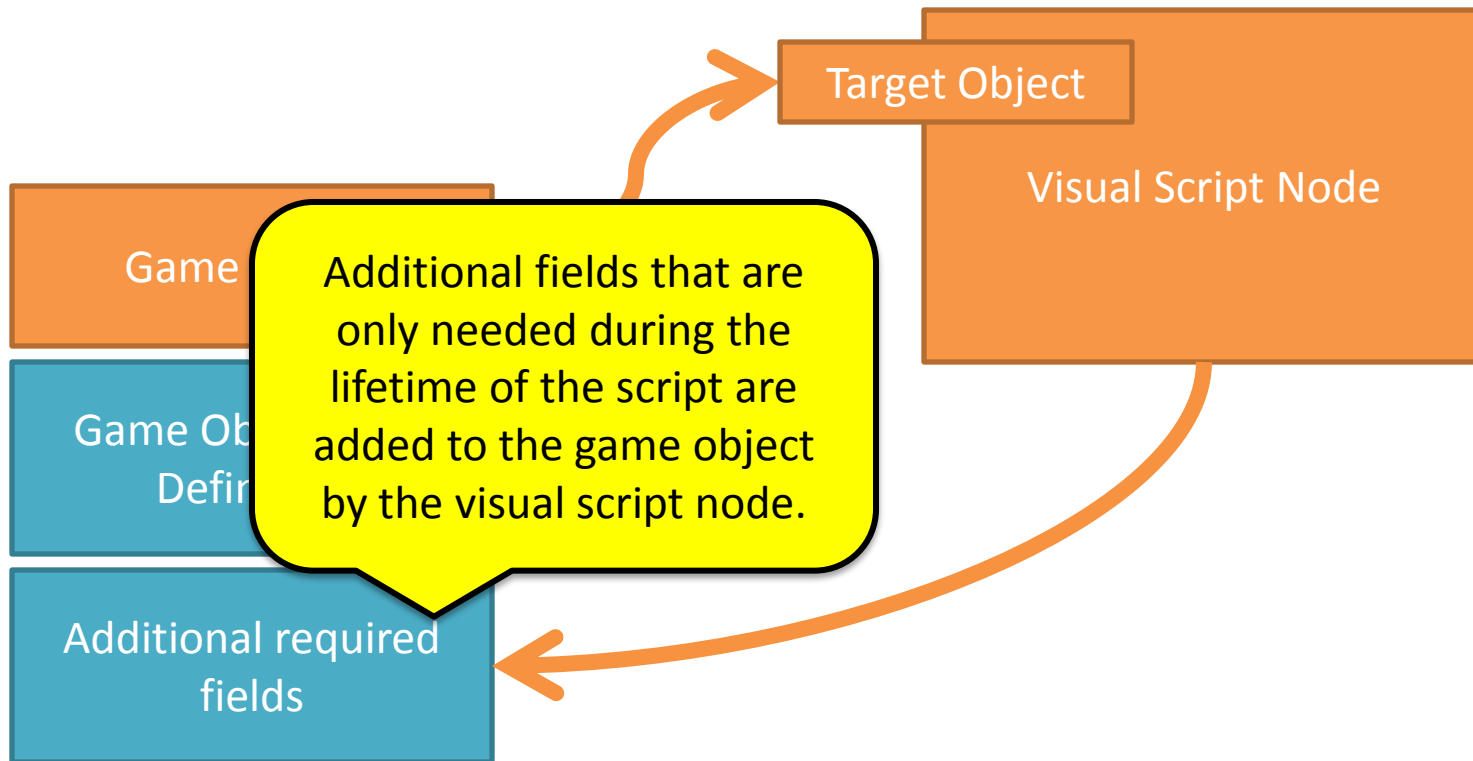 Target Object
Visual Script Node
Game
Additional fields that are
only needed during the
lifetime of the script are
added to the game object
by the visual script node.
Game Ob
Defin
Additional required
fields